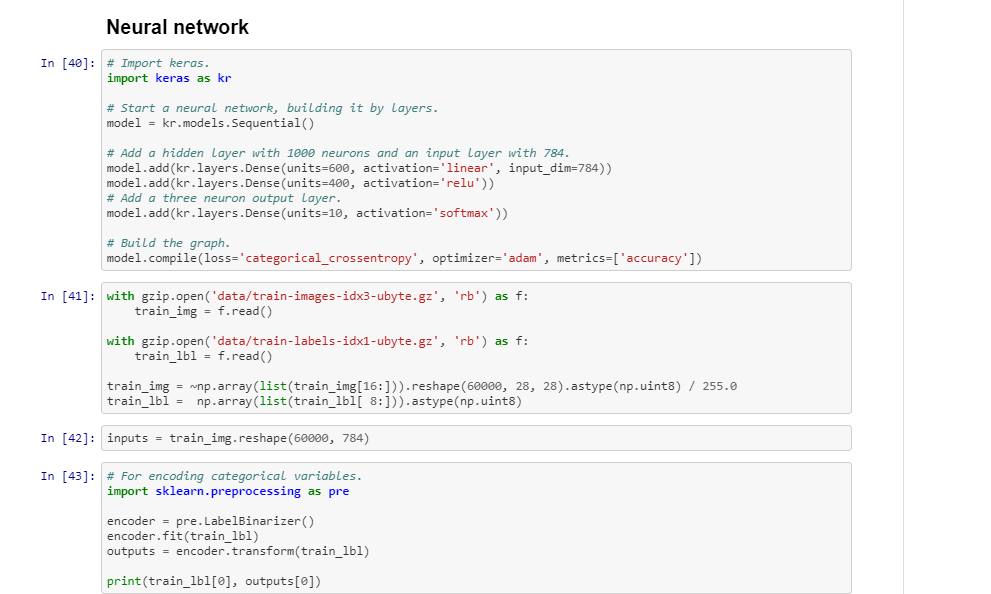 Neural network
In [40]:
# Import keras.
import keras as kr
# Start a neural network, building it by layers.
model = kr.models.Sequential()
# Add a hidden layer with 1000 neurons and an input layer with 784.
model.add(kr.layers.Dense(units=600, activation='linear', input_dim=784))
model.add(kr.layers.Dense(units=400, activation='relu'))
# Add a three neuron output layer.
model.add(kr.layers.Dense(units=10, activation='softmax'))
# Build the graph.
model.compile(loss='categorical_crossentropy', optimizer='adam', metrics=['accuracy'])
In [41]:
with gzip.open('data/train-images-idx3-ubyte.gz', 'rb') as f:
    train_img = f.read()
with gzip.open('data/train-labels-idx1-ubyte.gz', 'rb') as f:
    train_lbl = f.read()
train_img = ~np.array(list(train_img[16:])).reshape(60000, 28, 28).astype(np.uint8) / 255.0
train_lbl =  np.array(list(train_lbl[ 8:])).astype(np.uint8)
In [42]:
inputs = train_img.reshape(60000, 784)
In [43]:
# For encoding categorical variables.
import sklearn.preprocessing as pre
encoder = pre.LabelBinarizer()
encoder.fit(train_lbl)
outputs = encoder.transform(train_lbl)
print(train_lbl[0], outputs[0])